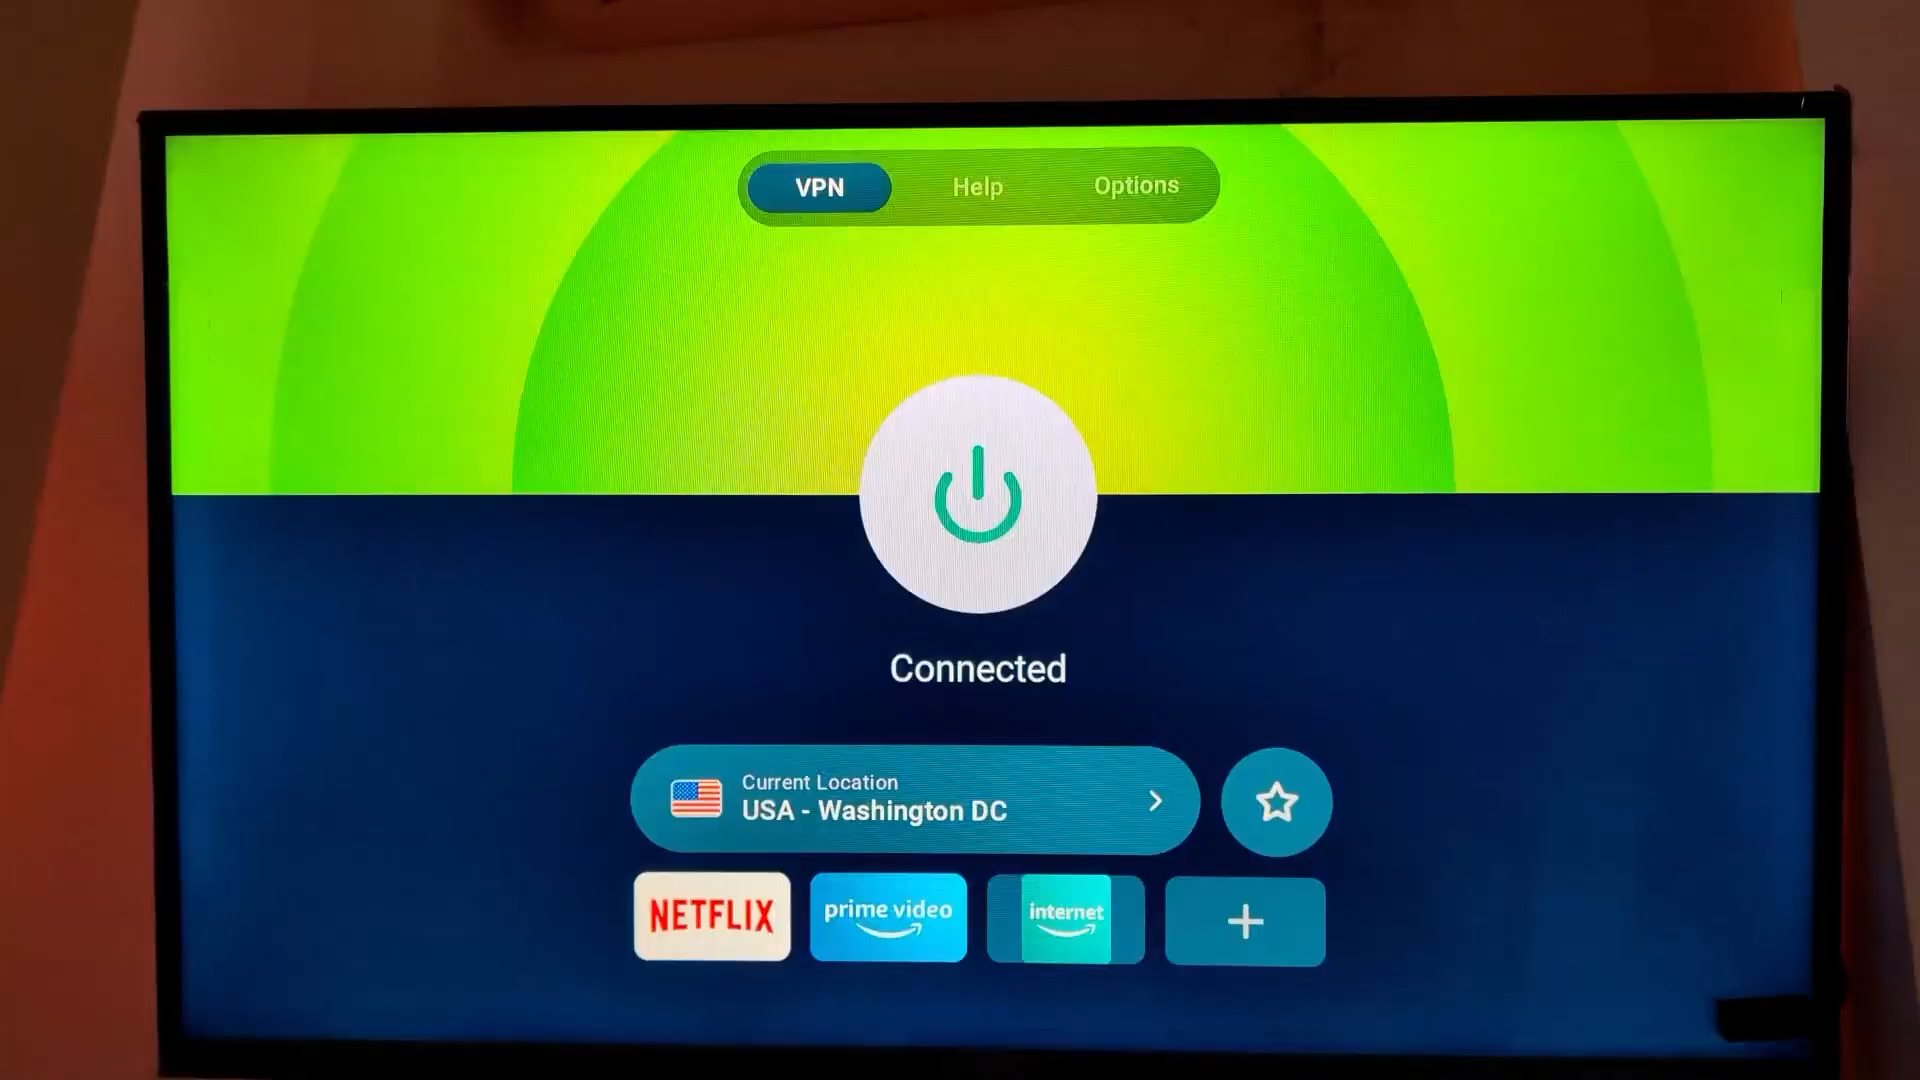 VPN Help Options
Connected
Current Location
USA - Washington DC
NETFLIX
prime video
internet